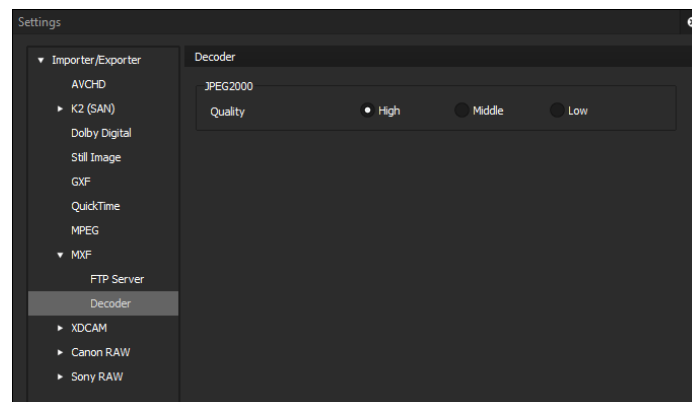 Settings
Importer/Exporter
AVCHD
K2 (SAN)
Dolby Digital
Still Image
GXF
QuickTime
MPEG
MXF
FTP Server
Decoder
XDCAM
Canon RAW
Sony RAW
Decoder
JPEG2000
Quality High Middle Low